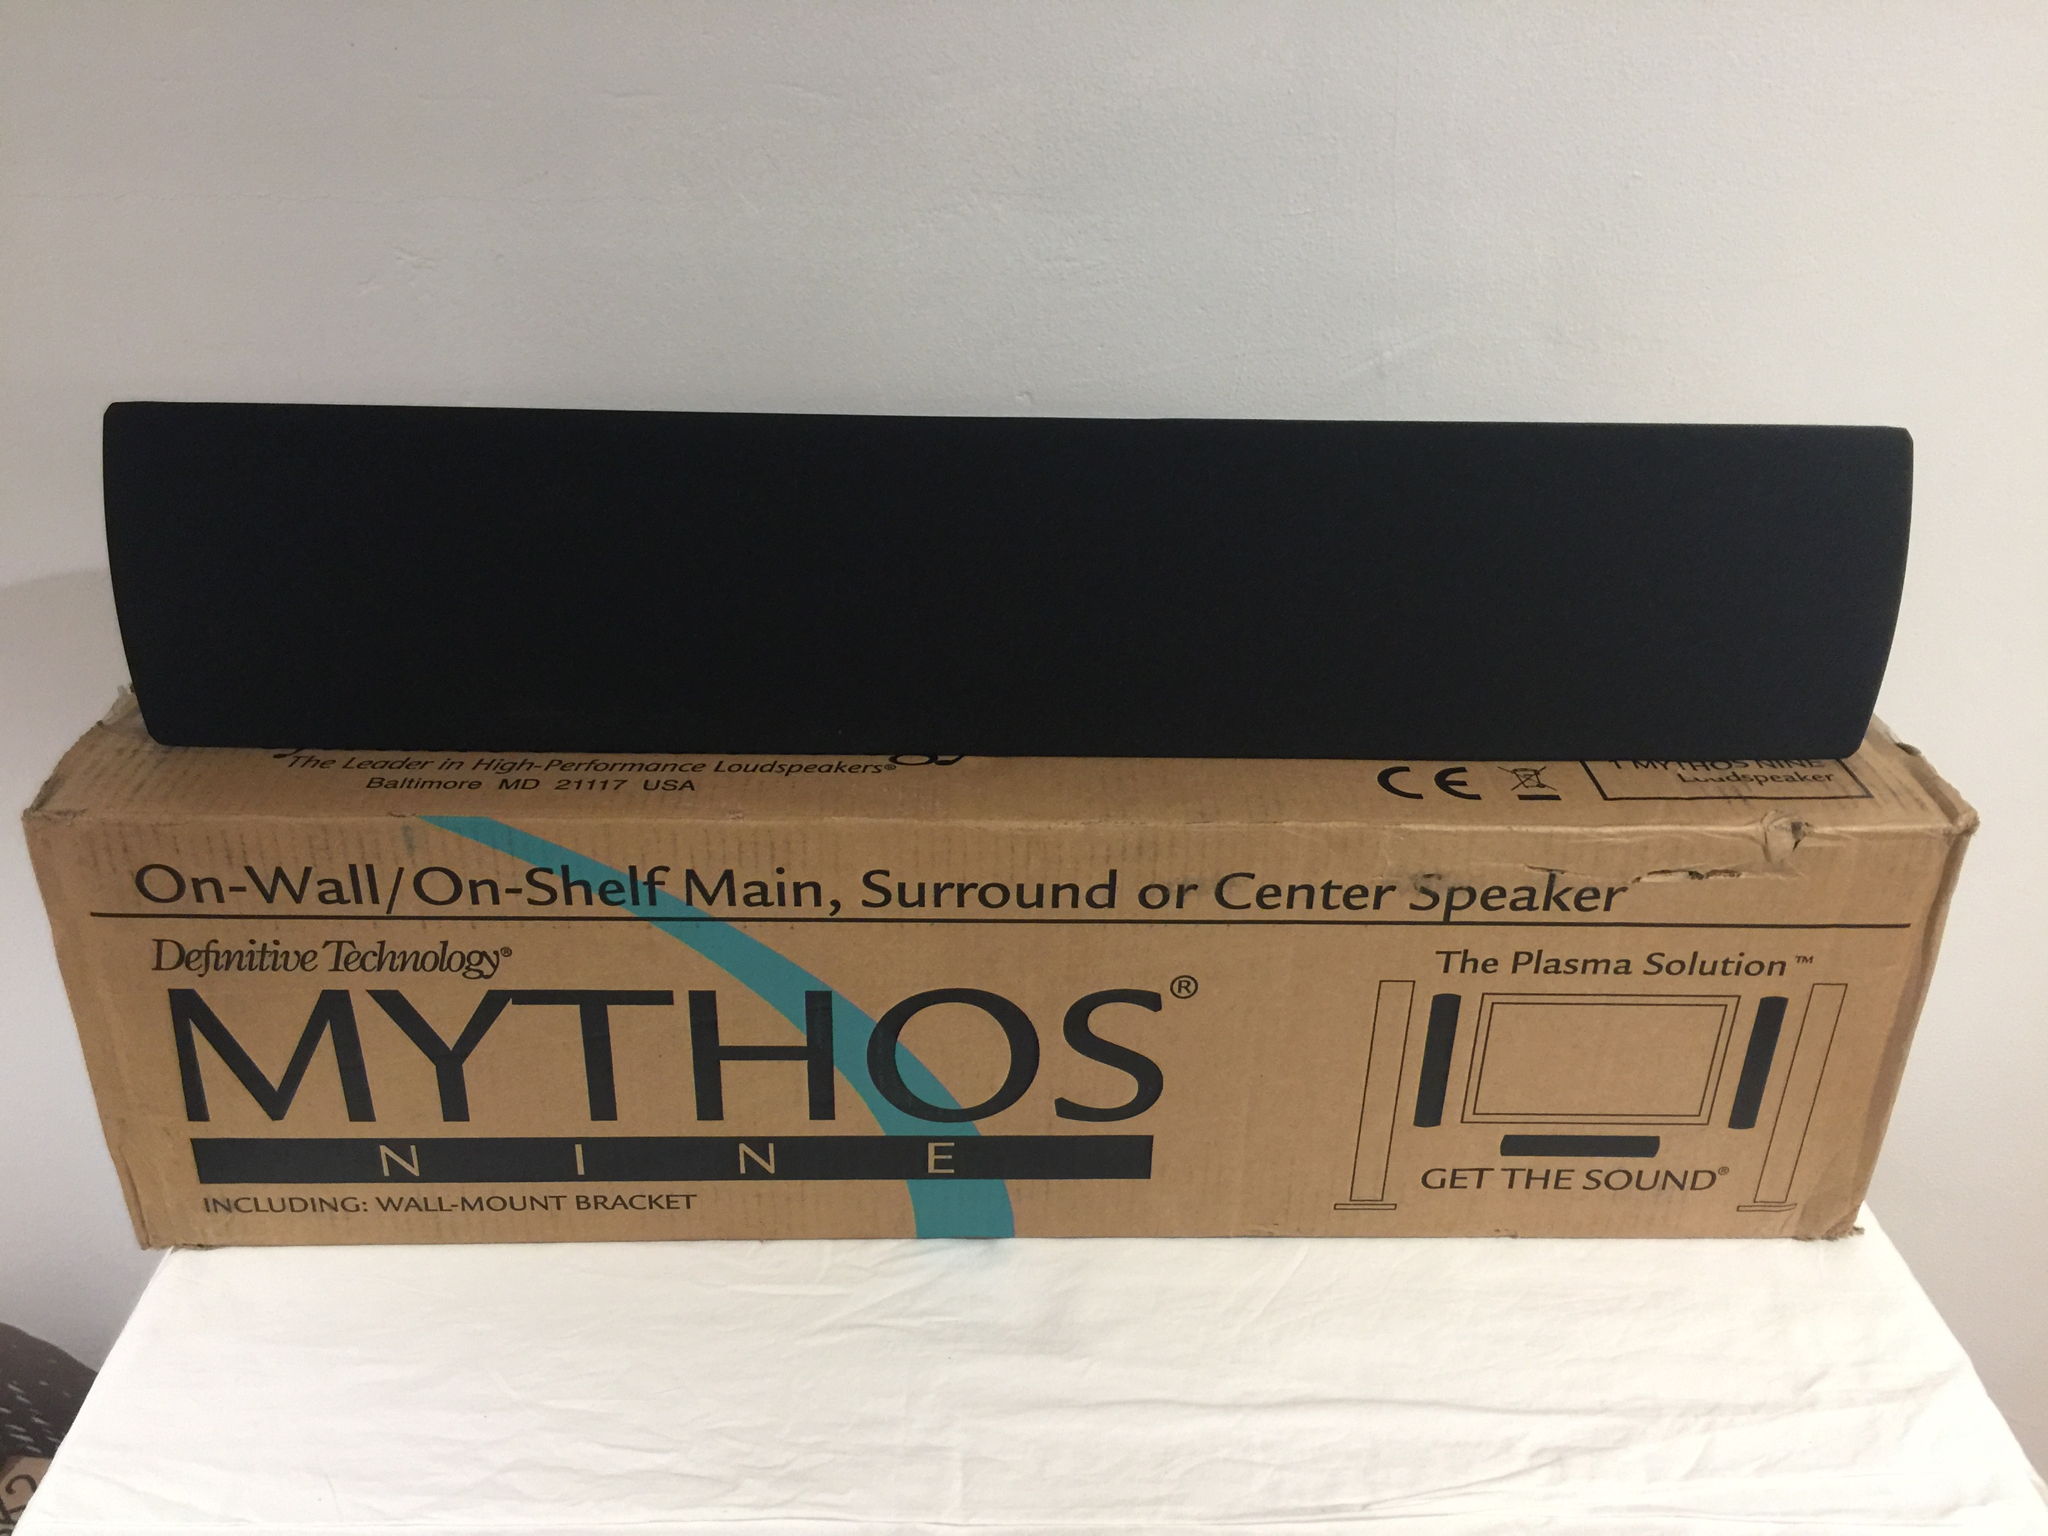 The Leader in High-Performance Loudspeakers®
Baltimore MD 21117 USA
CE
1 MYTHOS NINE
Loudspeaker
On-Wall/On-Shelf Main, Surround or Center Speaker
Definitive Technology®
MYTHOS®
NINE
INCLUDING: WALL-MOUNT BRACKET
The Plasma Solution™
GET THE SOUND®